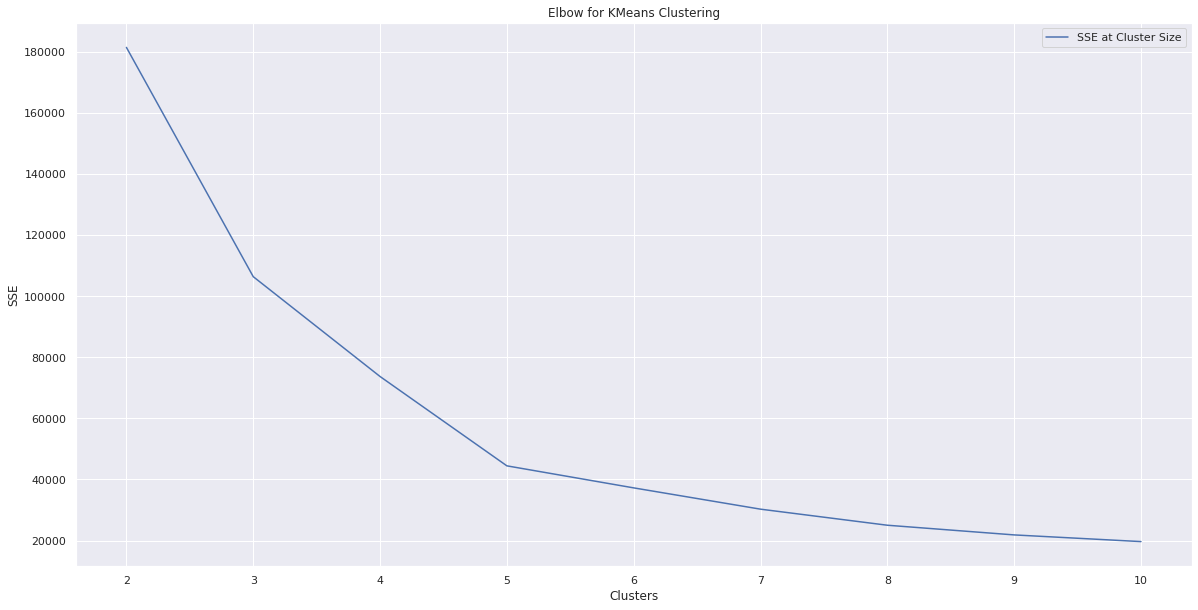 Elbow for KMeans Clustering
SSE at Cluster Size
180000
160000
140000
120000
100000
80000
60000
40000
20000
SSE
2 3 4 5 6 7 8 9 10
Clusters